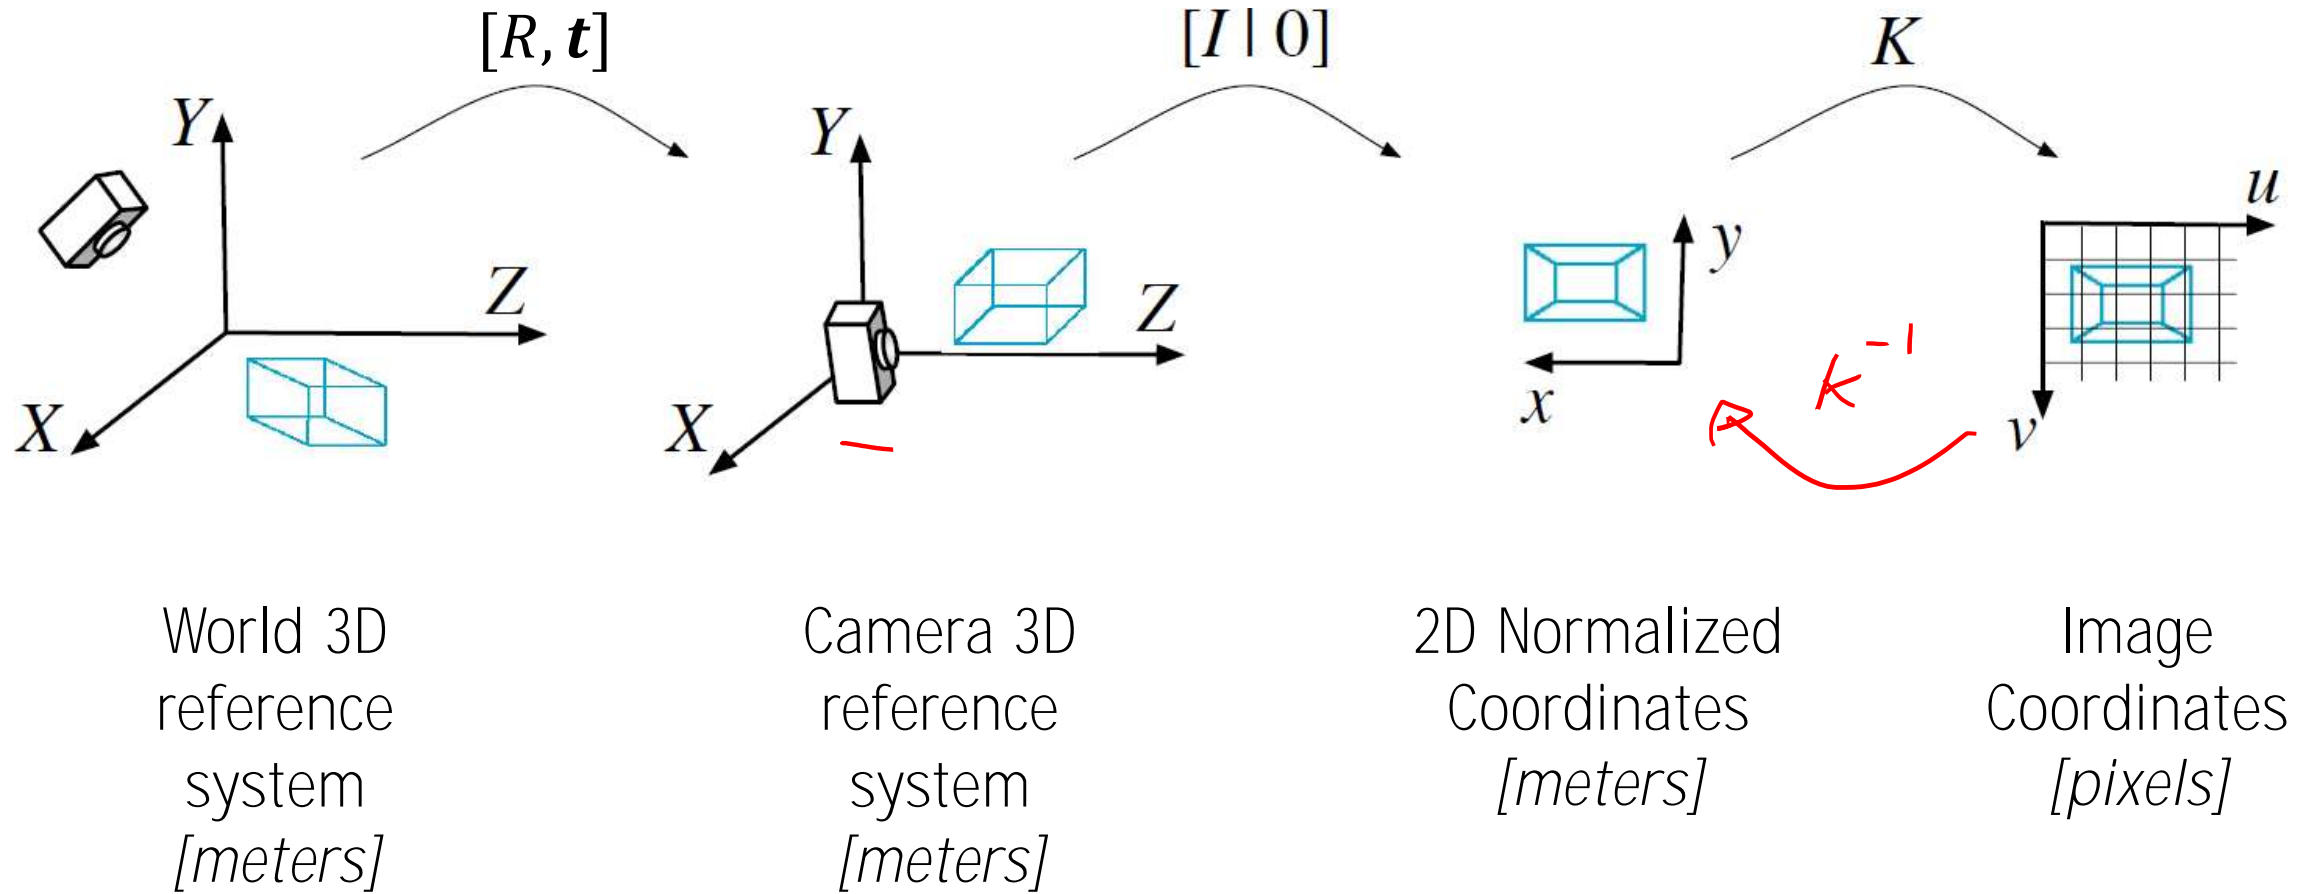 [R, t]
[I | 0]
K
Y
Z
X
Y
Z
X
y
x
u
v
K⁻¹
World 3D
reference
system
[meters]
Camera 3D
reference
system
[meters]
2D Normalized
Coordinates
[meters]
Image
Coordinates
[pixels]